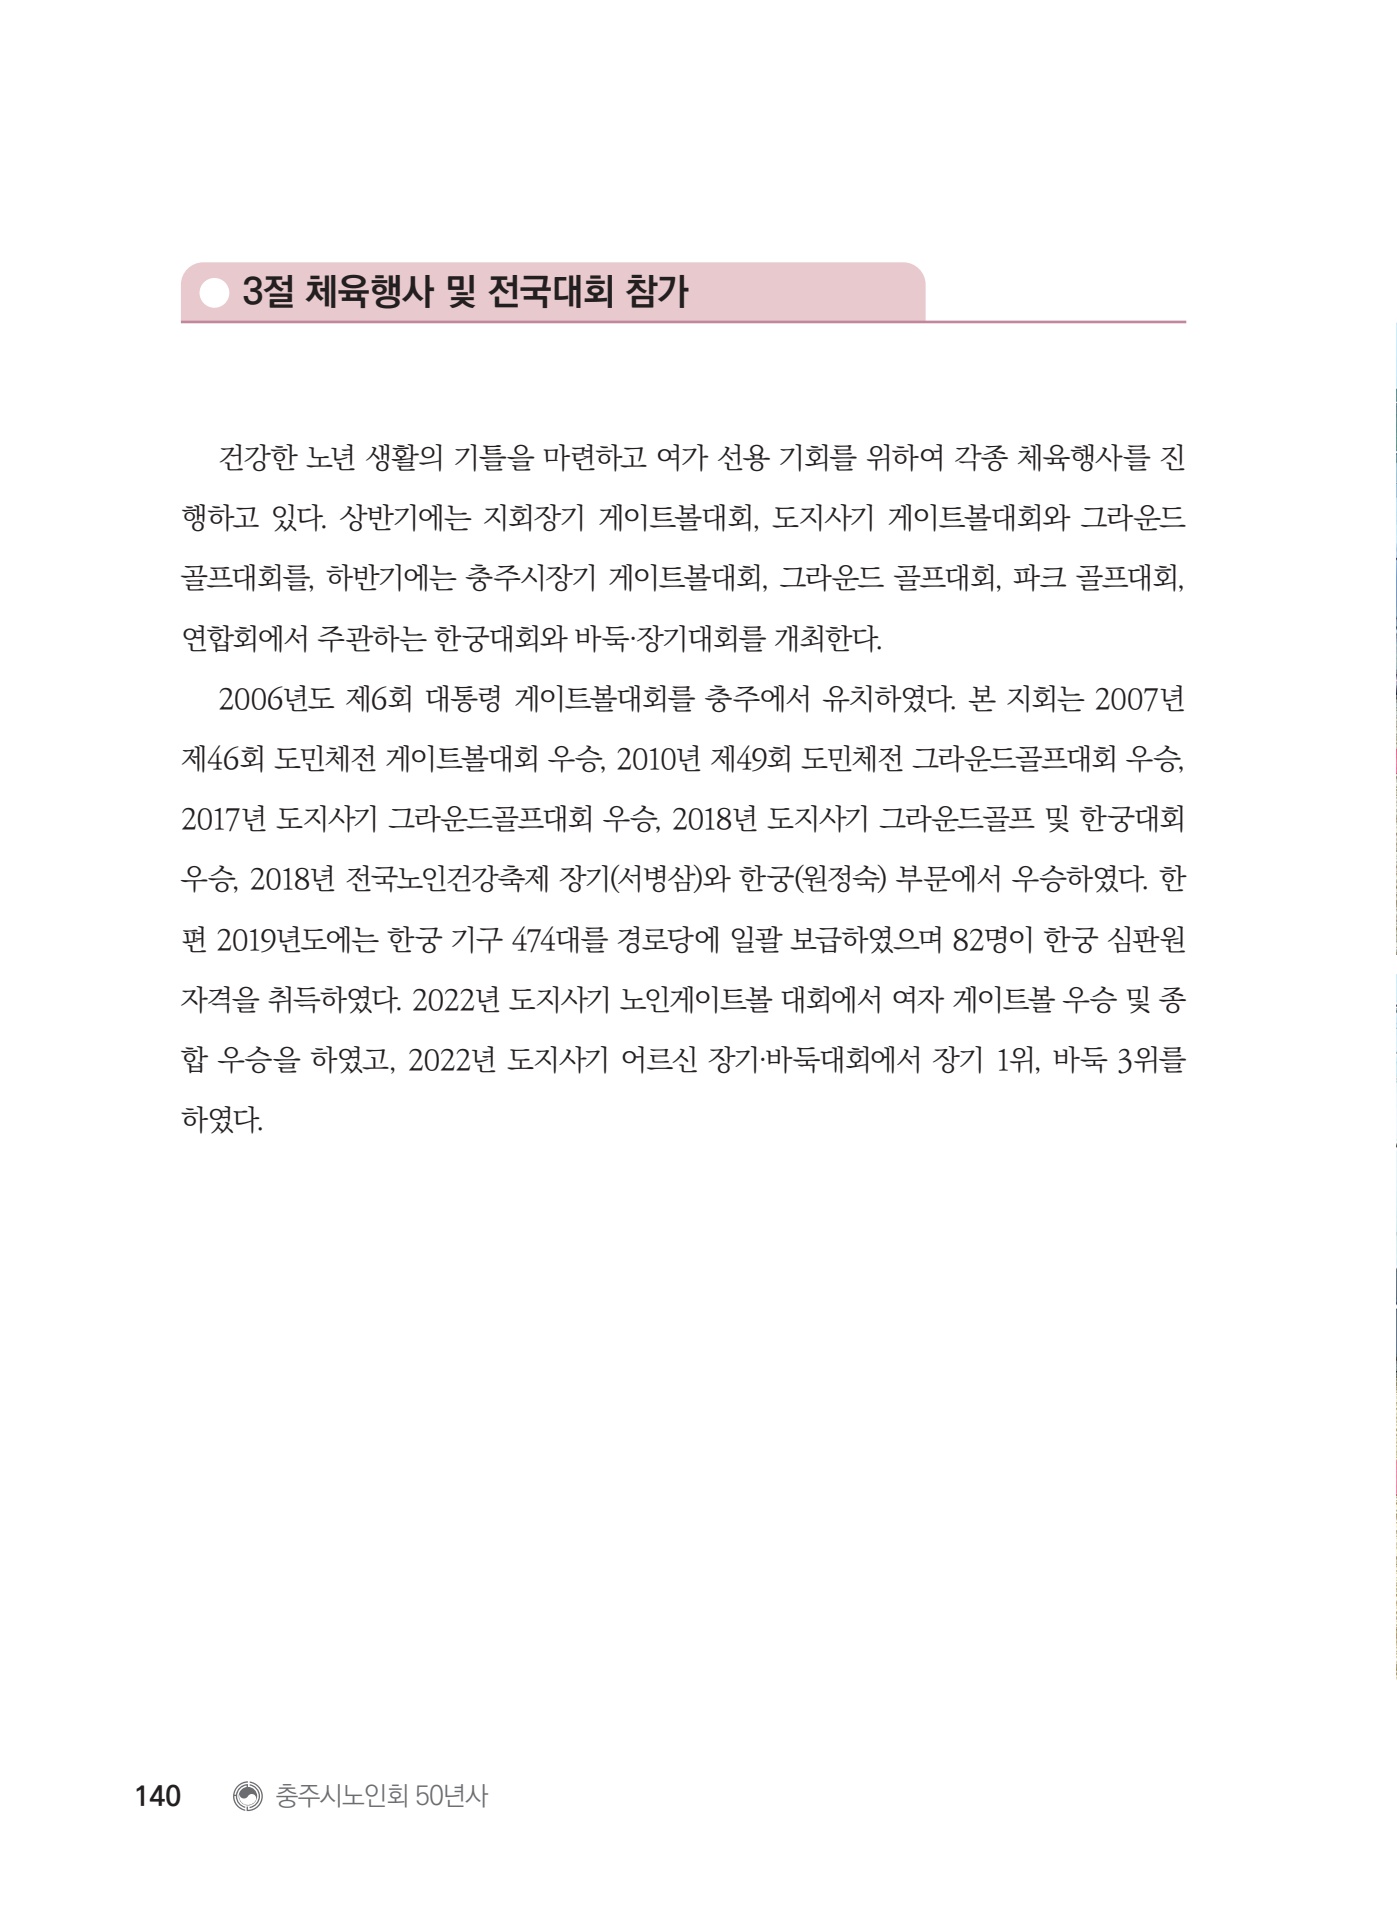 3절 체육행사 및 전국대회 참가
건강한 노년 생활의 기틀을 마련하고 여가 선용 기회를 위하여 각종 체육행사를 진
행하고 있다. 상반기에는 지회장기 게이트볼대회, 도지사기 게이트볼대회와 그라운드
골프대회를, 하반기에는 충주시장기 게이트볼대회, 그라운드 골프대회, 파크 골프대회,
연합회에서 주관하는 한궁대회와 바둑·장기대회를 개최한다.
2006년도 제6회 대통령 게이트볼대회를 충주에서 유치하였다. 본 지회는 2007년
제46회 도민체전 게이트볼대회 우승, 2010년 제49회 도민체전 그라운드골프대회 우승,
2017년 도지사기 그라운드골프대회 우승, 2018년 도지사기 그라운드골프 및 한궁대회
우승, 2018년 전국노인건강축제 장기(서병삼)와 한궁(원정숙) 부문에서 우승하였다. 한
편 2019년도에는 한궁 기구 474대를 경로당에 일괄 보급하였으며 82명이 한궁 심판원
자격을 취득하였다. 2022년 도지사기 노인게이트볼 대회에서 여자 게이트볼 우승 및 종
합 우승을 하였고, 2022년 도지사기 어르신 장기·바둑대회에서 장기 1위, 바둑 3위를
하였다.
140 충주시노인회 50년사